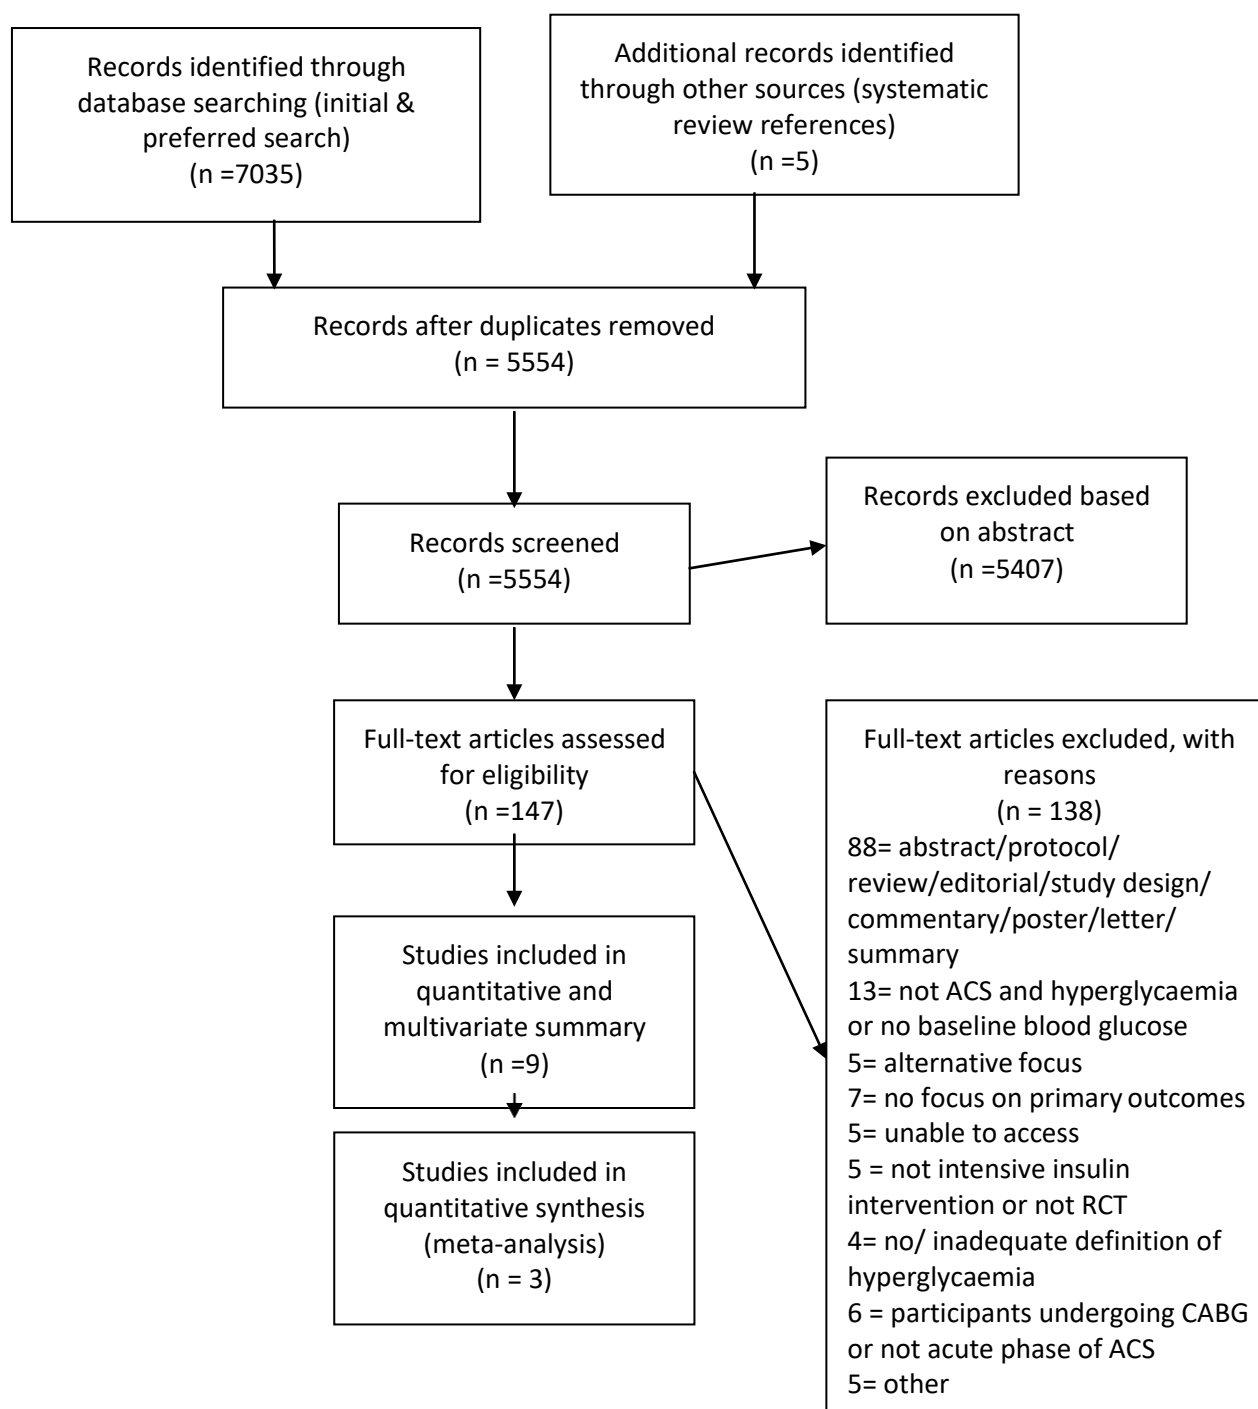 Records identified through
database searching (initial &
preferred search)
(n =7035)
Additional records identified
through other sources (systematic
review references)
(n =5)
Records after duplicates removed
(n = 5554)
Records screened
(n =5554)
Records excluded based
on abstract
(n =5407)
Full-text articles assessed
for eligibility
(n =147)
Full-text articles excluded, with
reasons
(n = 138)
88= abstract/protocol/
review/editorial/study design/
commentary/poster/letter/
summary
13= not ACS and hyperglycaemia
or no baseline blood glucose
5= alternative focus
7= no focus on primary outcomes
5= unable to access
5 = not intensive insulin
intervention or not RCT
4= no/ inadequate definition of
hyperglycaemia
6 = participants undergoing CABG
or not acute phase of ACS
5= other
Studies included in
quantitative and
multivariate summary
(n =9)
Studies included in
quantitative synthesis
(meta-analysis)
(n = 3)